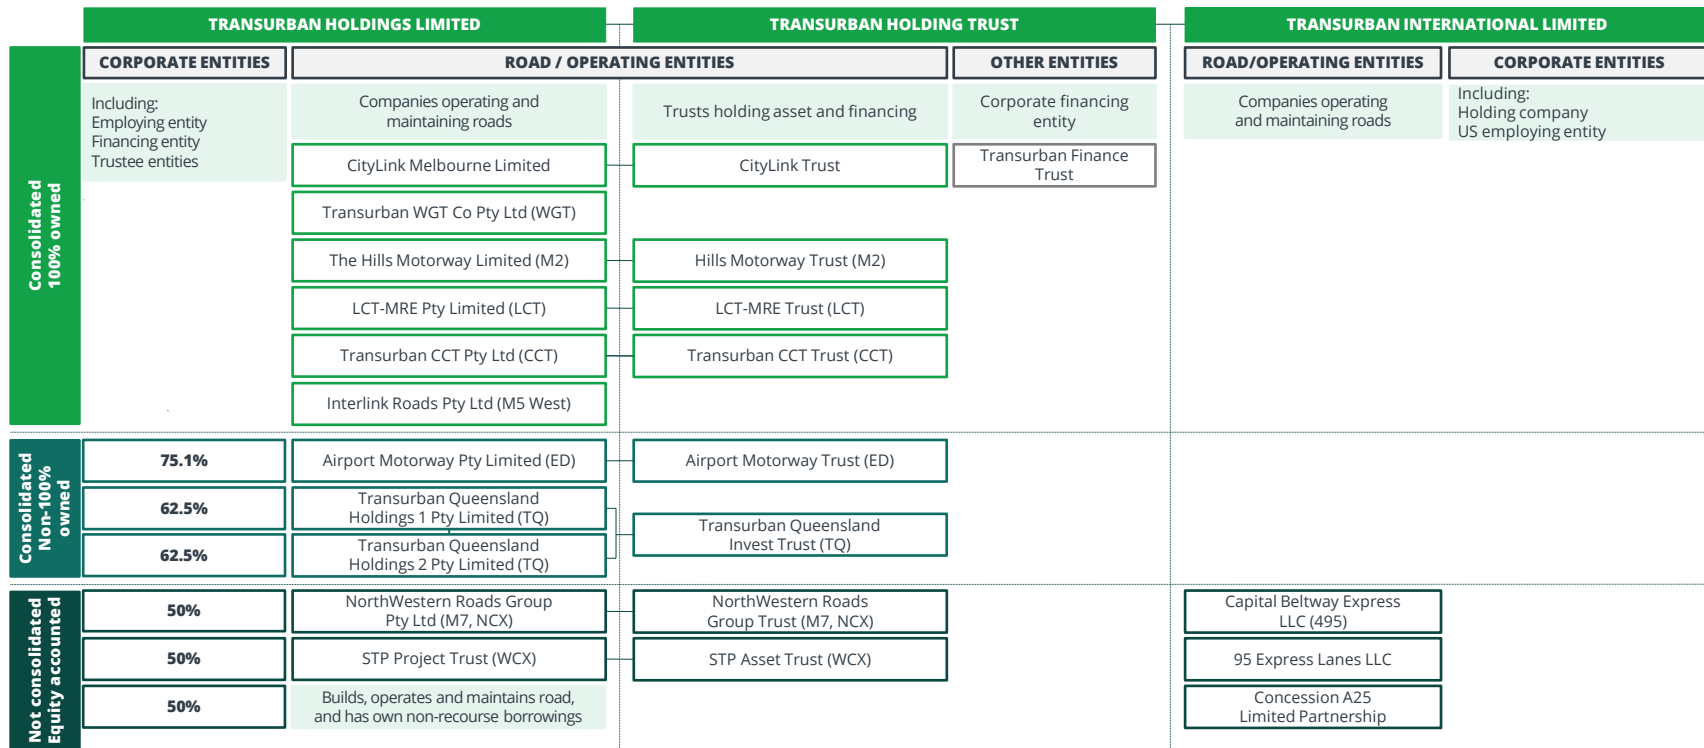 TRANSURBAN HOLDINGS LIMITED
TRANSURBAN HOLDING TRUST
TRANSURBAN INTERNATIONAL LIMITED
CORPORATE ENTITIES
ROAD / OPERATING ENTITIES
OTHER ENTITIES
ROAD/OPERATING ENTITIES
CORPORATE ENTITIES
Consolidated
100% owned
Including:
Employing entity
Financing entity
Trustee entities
Companies operating and
maintaining roads
Trusts holding asset and financing
Corporate financing
entity
Companies operating
and maintaining roads
Including:
Holding company
US employing entity
CityLink Melbourne Limited
CityLink Trust
Transurban Finance
Trust
Transurban WGT Co Pty Ltd (WGT)
The Hills Motorway Limited (M2)
Hills Motorway Trust (M2)
LCT-MRE Pty Limited (LCT)
LCT-MRE Trust (LCT)
Transurban CCT Pty Ltd (CCT)
Transurban CCT Trust (CCT)
Interlink Roads Pty Ltd (M5 West)
Consolidated
Non-100%
owned
75.1%
Airport Motorway Pty Limited (ED)
Airport Motorway Trust (ED)
62.5%
Transurban Queensland
Holdings 1 Pty Limited (TQ)
Transurban Queensland
Invest Trust (TQ)
62.5%
Transurban Queensland
Holdings 2 Pty Limited (TQ)
Not consolidated
Equity accounted
50%
NorthWestern Roads Group
Pty Ltd (M7, NCX)
NorthWestern Roads
Group Trust (M7, NCX)
Capital Beltway Express
LLC (495)
50%
STP Project Trust (WCX)
STP Asset Trust (WCX)
95 Express Lanes LLC
50%
Builds, operates and maintains road,
and has own non-recourse borrowings
Concession A25
Limited Partnership